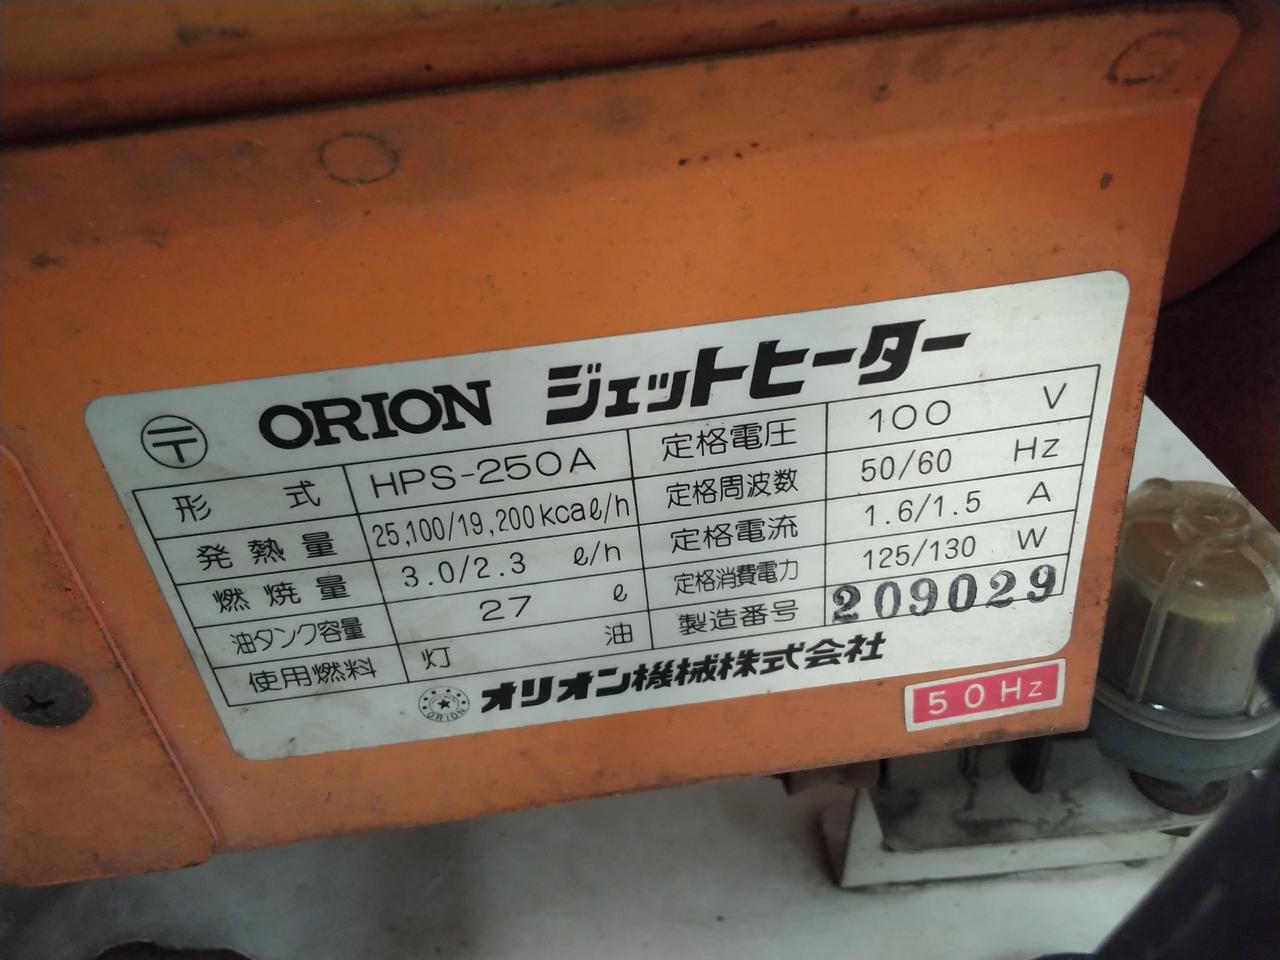 〒 ORION ジェットヒーター
形式 HPS-250A 定格電圧 100 V
発熱量 25,100/19,200kcaℓ/h 定格周波数 50/60 Hz
燃焼量 3.0/2.3 ℓ/h 定格電流 1.6/1.5 A
油タンク容量 27 ℓ 定格消費電力 125/130 W
使用燃料 灯油 製造番号 209029
ORION オリオン機械株式会社
50Hz